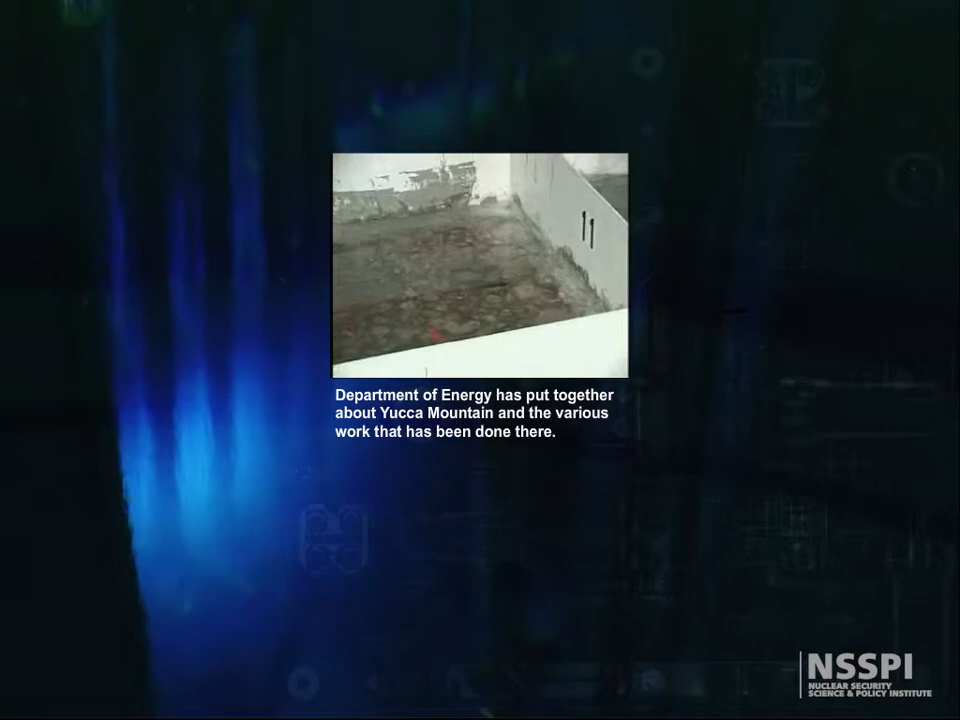 11
Department of Energy has put together
about Yucca Mountain and the various
work that has been done there.
NSSPI
NUCLEAR SECURITY
SCIENCE & POLICY INSTITUTE